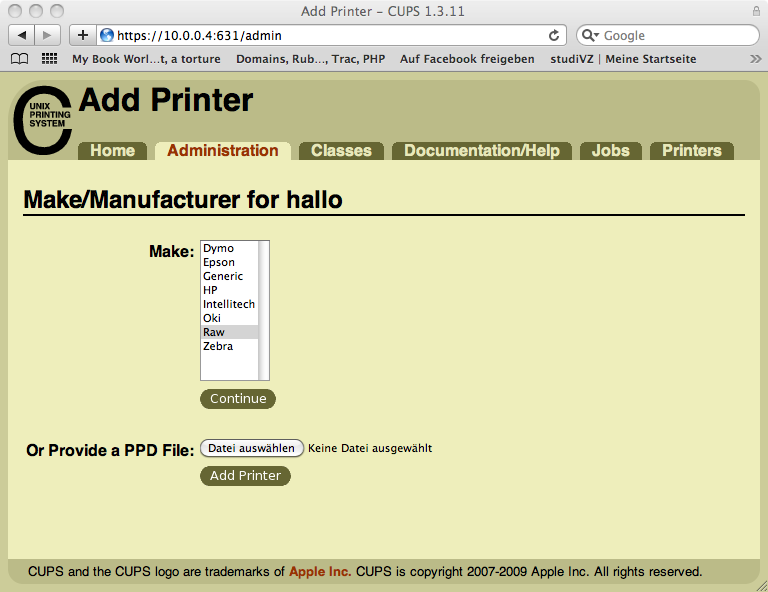 Add Printer – CUPS 1.3.11
https://10.0.0.4:631/admin
Google
My Book Worl...t, a torture Domains, Rub..., Trac, PHP Auf Facebook freigeben studiVZ | Meine Startseite
UNIX
PRINTING
SYSTEM
Add Printer
Home Administration Classes Documentation/Help Jobs Printers
Make/Manufacturer for hallo
Make:
Dymo
Epson
Generic
HP
Intellitech
Oki
Raw
Zebra
Continue
Or Provide a PPD File: Datei auswählen Keine Datei ausgewählt
Add Printer
CUPS and the CUPS logo are trademarks of Apple Inc. CUPS is copyright 2007-2009 Apple Inc. All rights reserved.